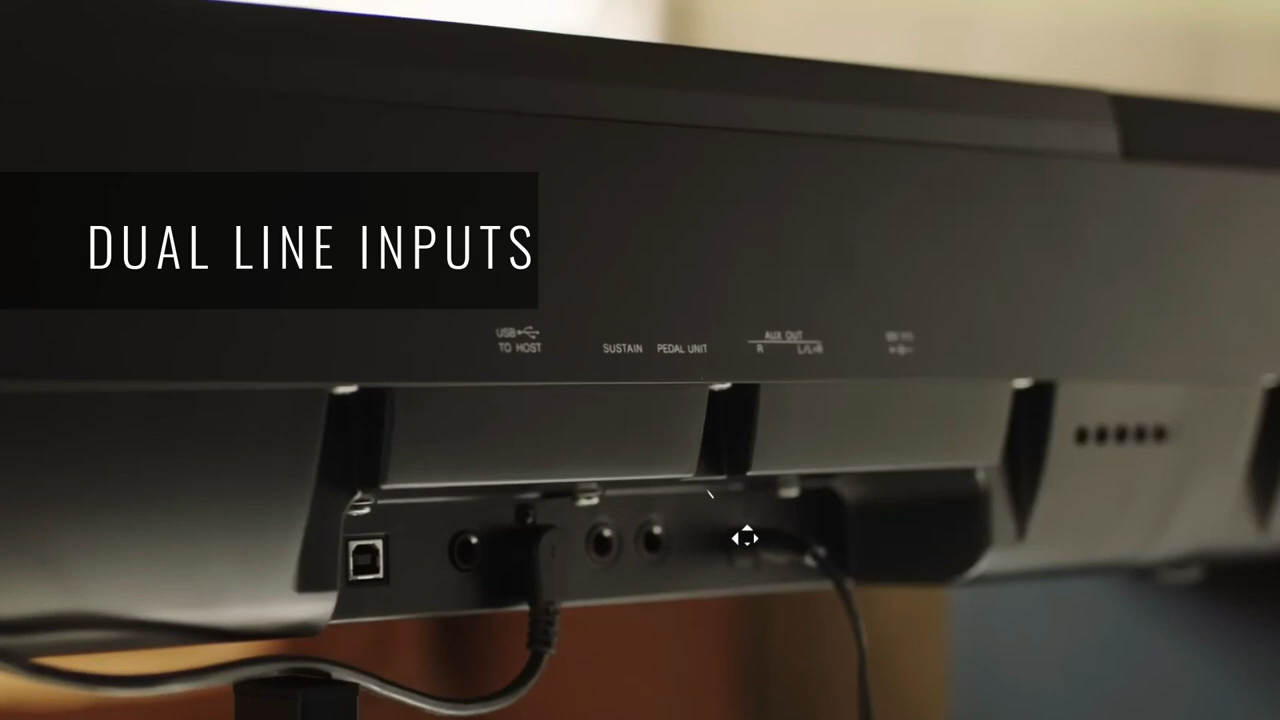 DUAL LINE INPUTS
USB
TO HOST
SUSTAIN
PEDAL UNIT
AUX OUT
R
L/L+R